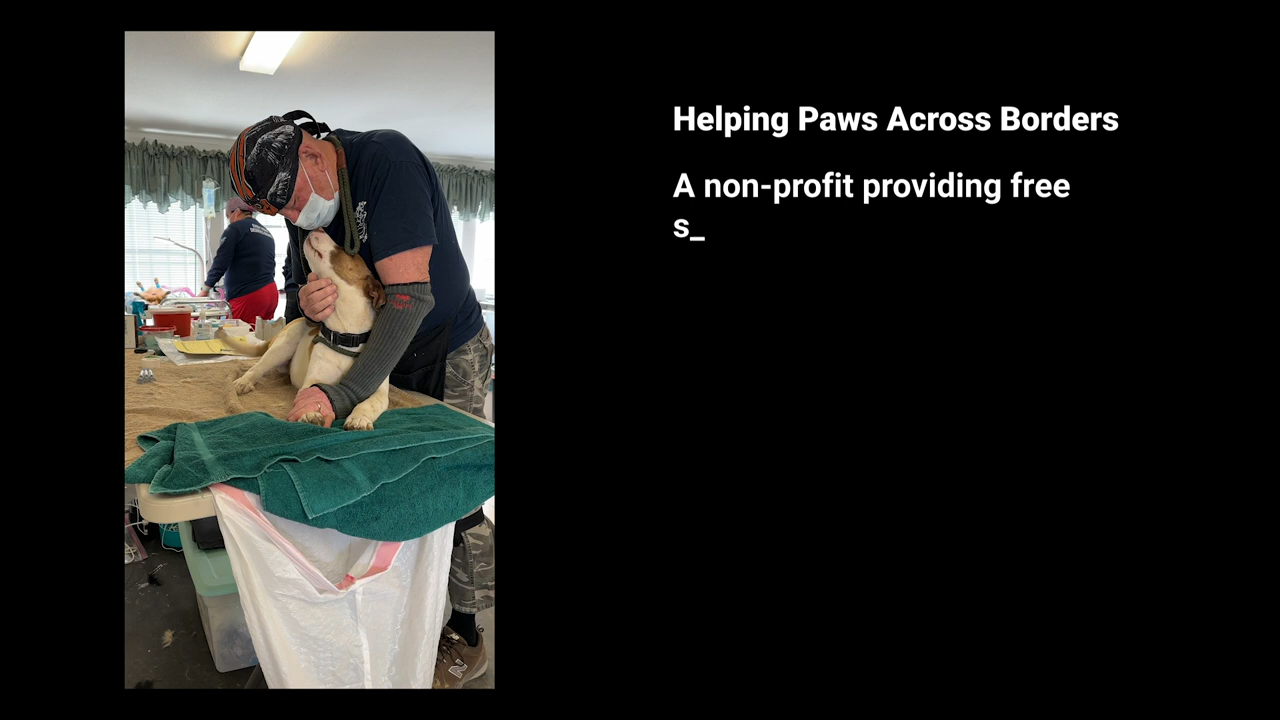 Helping Paws Across Borders
A non-profit providing free
s_